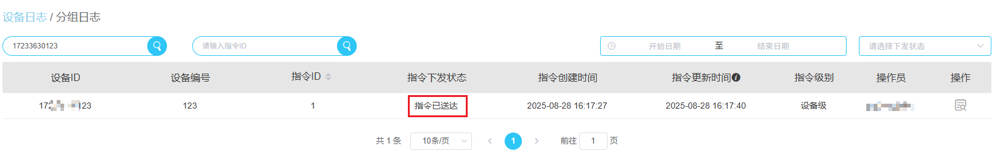 设备日志 / 分组日志
17233630123 请输入指令ID 开始日期 至 结束日期 请选择下发状态
设备ID 设备编号 指令ID 指令下发状态 指令创建时间 指令更新时间 指令级别 操作员 操作
172 123 123 1 指令已送达 2025-08-28 16:17:27 2025-08-28 16:17:40 设备级
共 1 条 10条/页 1 前往 1 页